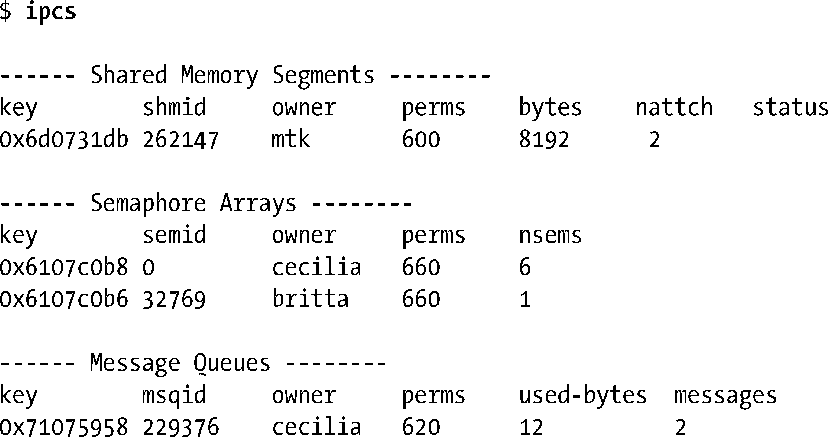 $ ipcs
------ Shared Memory Segments --------
key shmid owner perms bytes nattch status
0x6d0731db 262147 mtk 600 8192 2
------ Semaphore Arrays --------
key semid owner perms nsems
0x6107c0b8 0 cecilia 660 6
0x6107c0b6 32769 britta 660 1
------ Message Queues --------
key msqid owner perms used-bytes messages
0x71075958 229376 cecilia 620 12 2